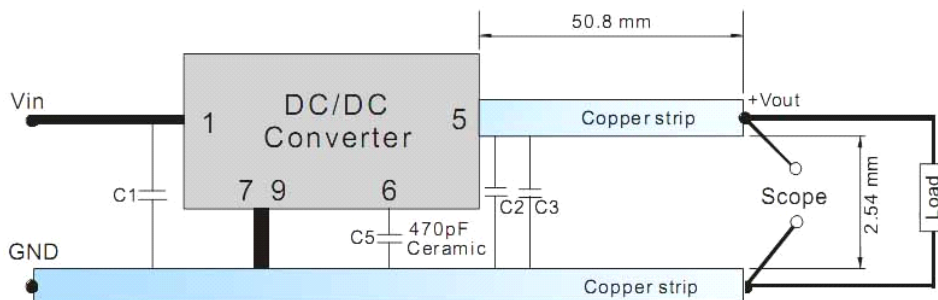 50.8 mm
Vin
DC/DC
Converter
1
5
Copper strip
+Vout
7 9
6
C1
C2
C3
C5
470pF
Ceramic
Scope
2.54 mm
Load
GND
Copper strip